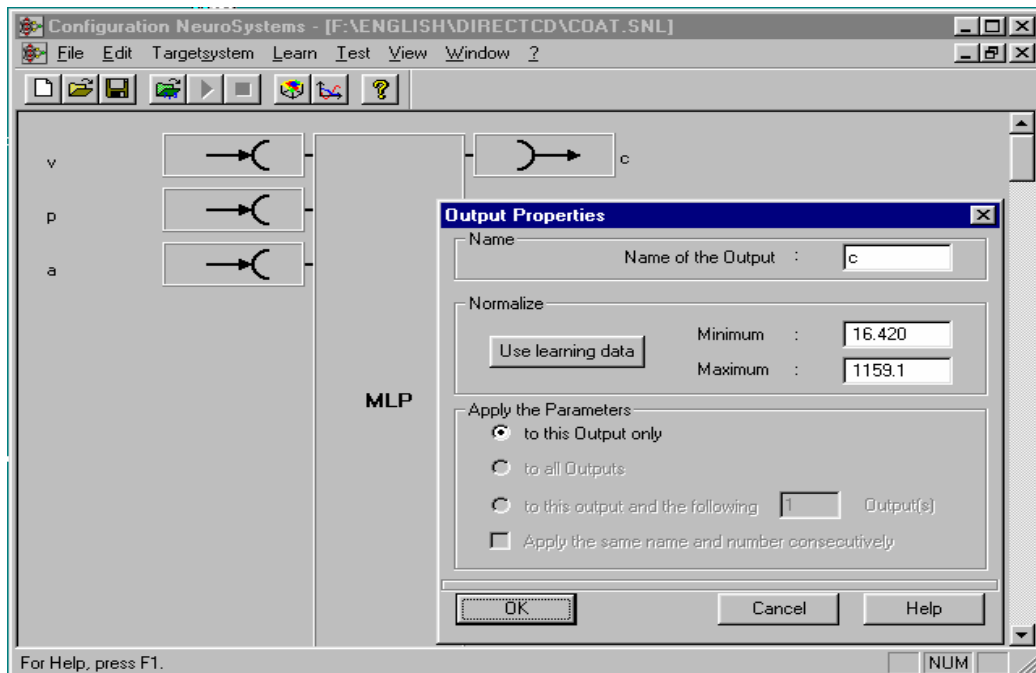 Configuration NeuroSystems - [F:\ENGLISH\DIRECTCD\COAT.SNL]
File Edit Targetsystem Learn Test View Window ?
v
c
p
a
MLP
Output Properties
Name
Name of the Output : c
Normalize
Use learning data
Minimum : 16.420
Maximum : 1159.1
Apply the Parameters
to this Output only
to all Outputs
to this output and the following 1 Output(s)
Apply the same name and number consecutively
OK Cancel Help
For Help, press F1. NUM